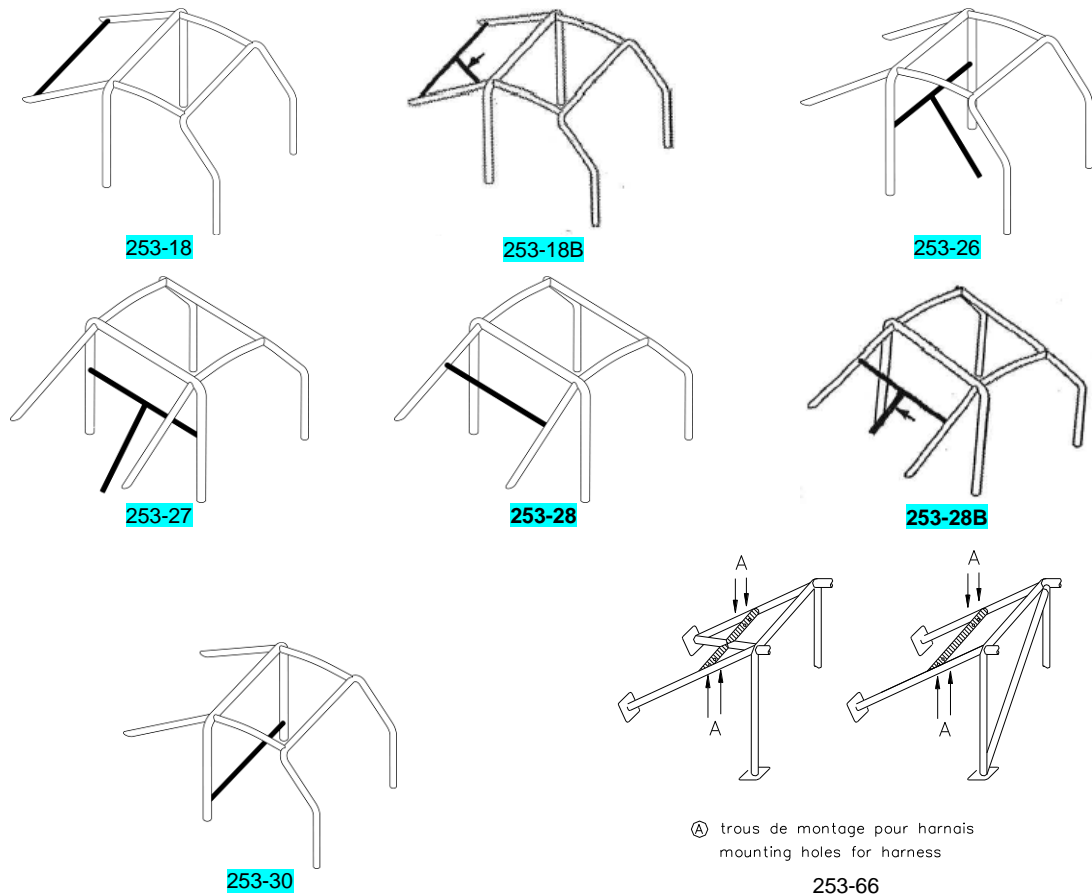 253-18
253-18B
253-26
253-27
253-28
253-28B
A
A
A
A
253-30
Ⓐ trous de montage pour harnais
mounting holes for harness
253-66